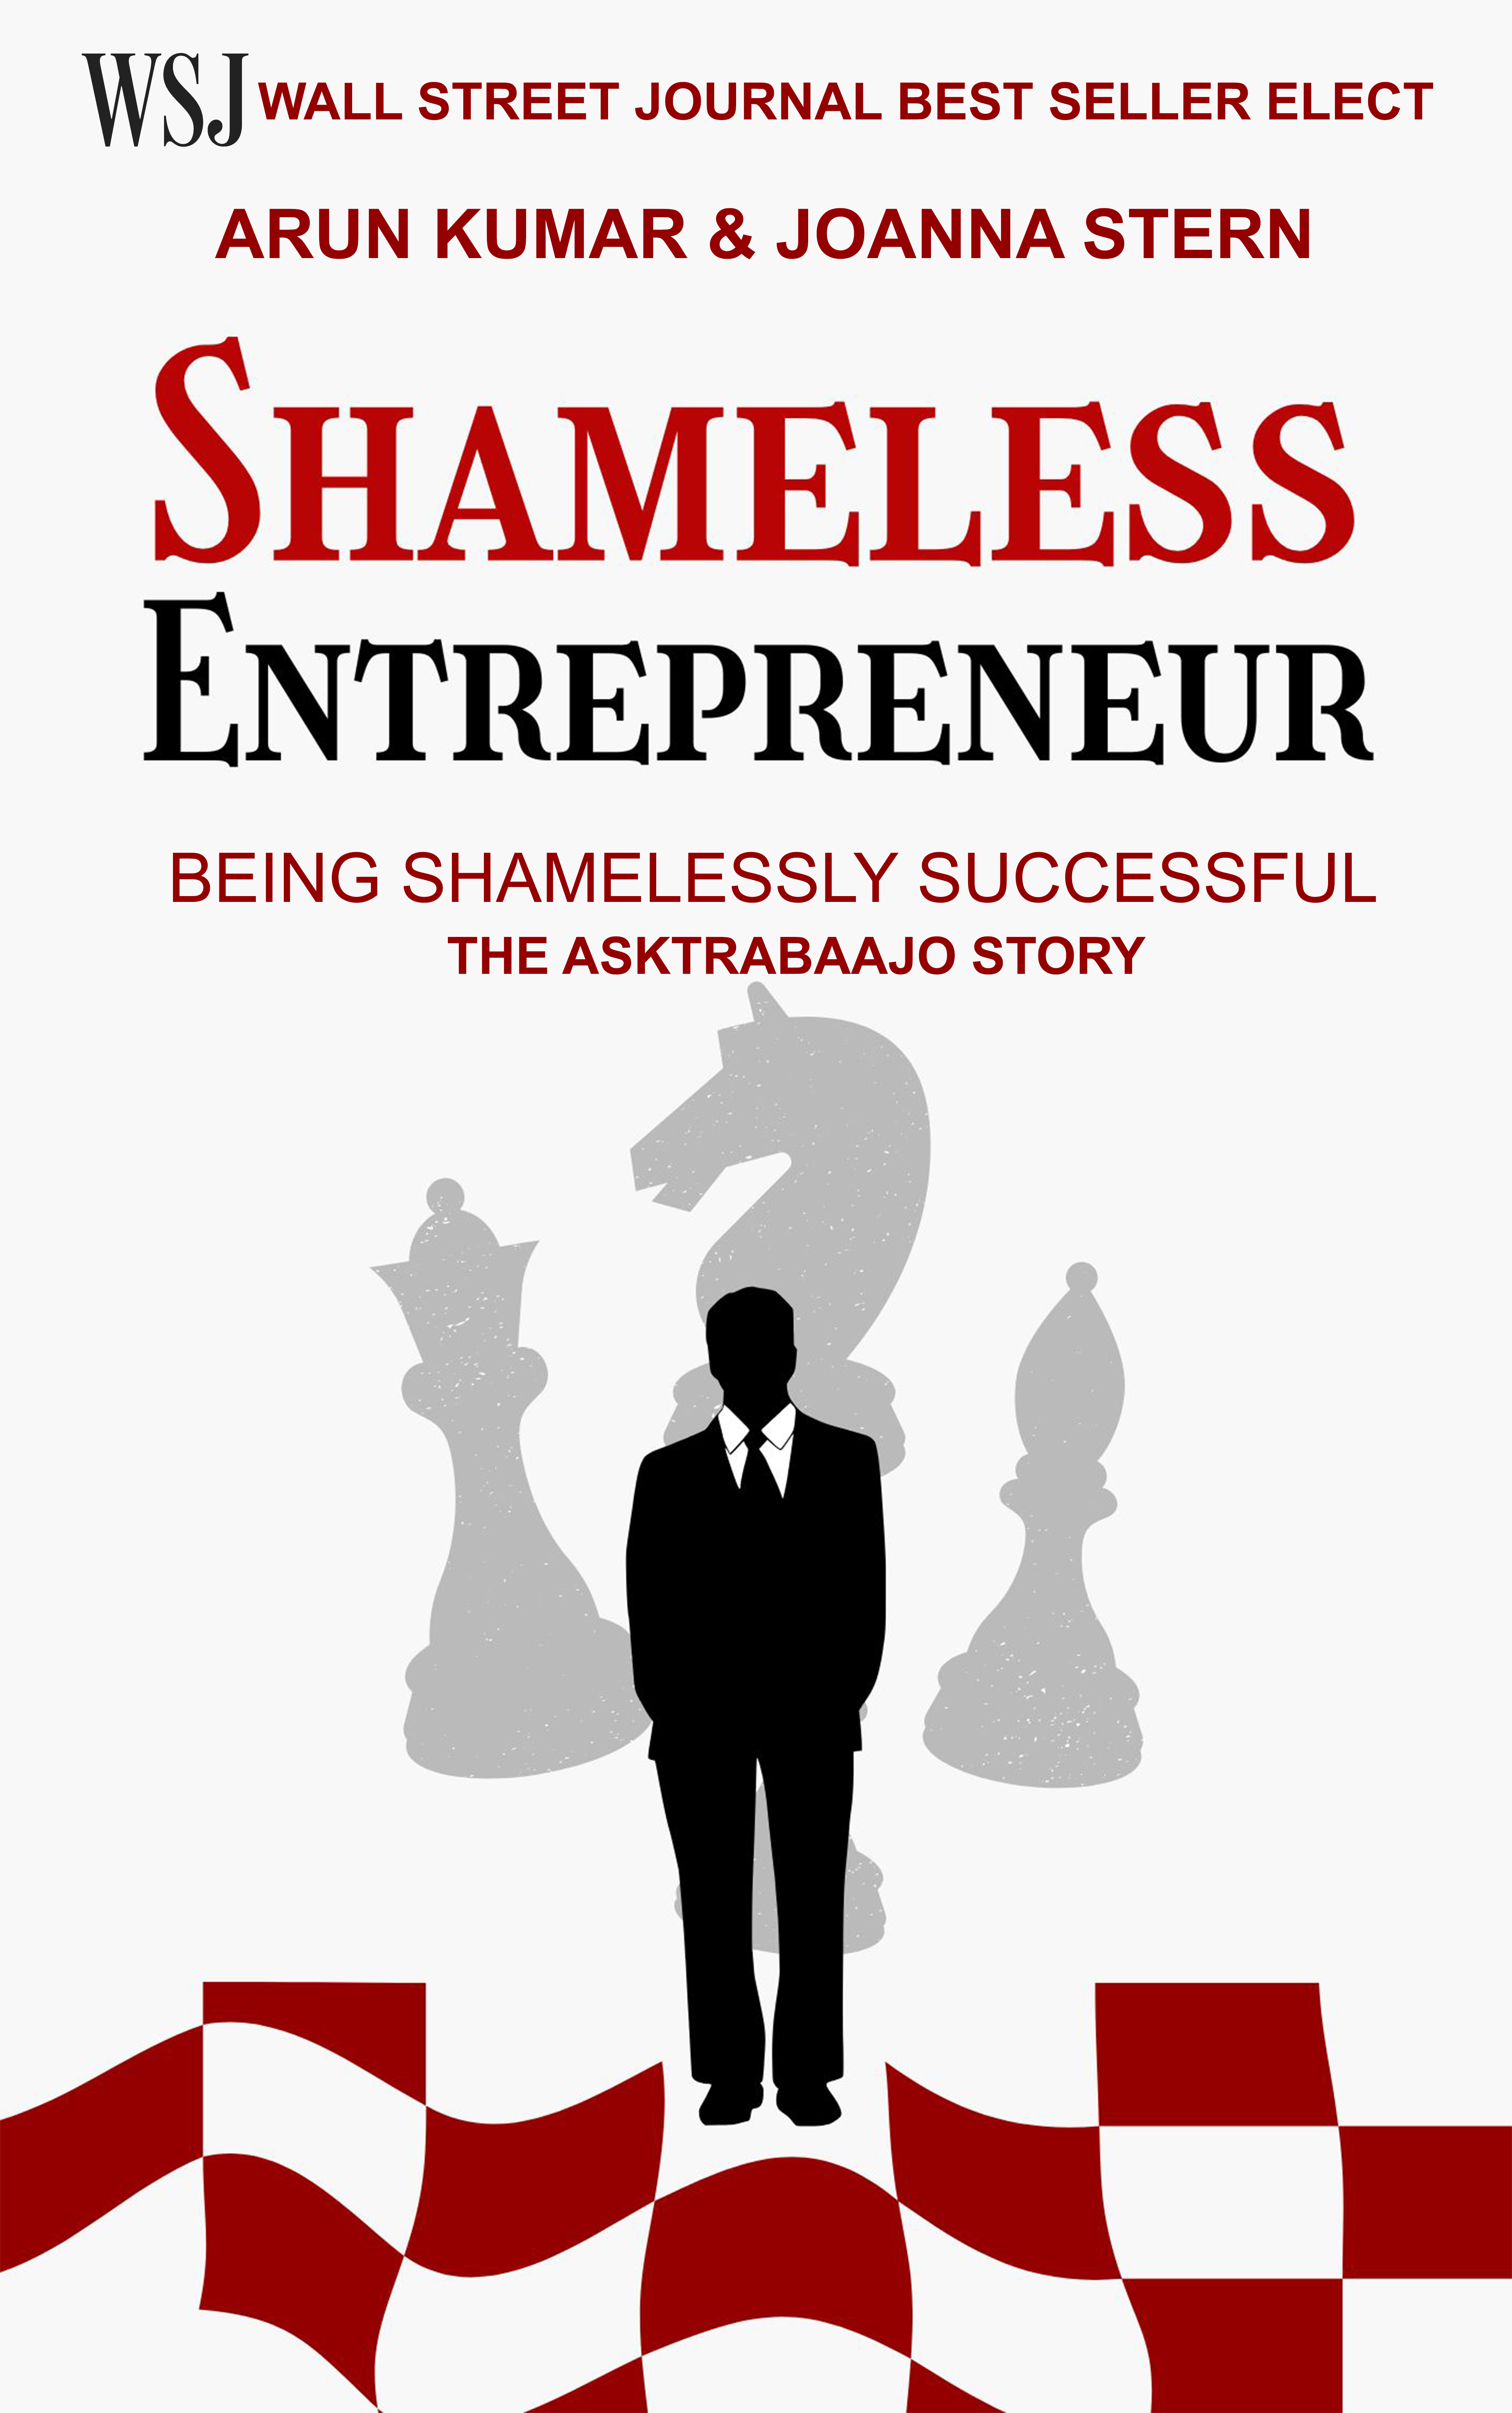 WSJ WALL STREET JOURNAL BEST SELLER ELECT
ARUN KUMAR & JOANNA STERN
SHAMELESS
ENTREPRENEUR
BEING SHAMELESSLY SUCCESSFUL
THE ASKTRABAAJO STORY